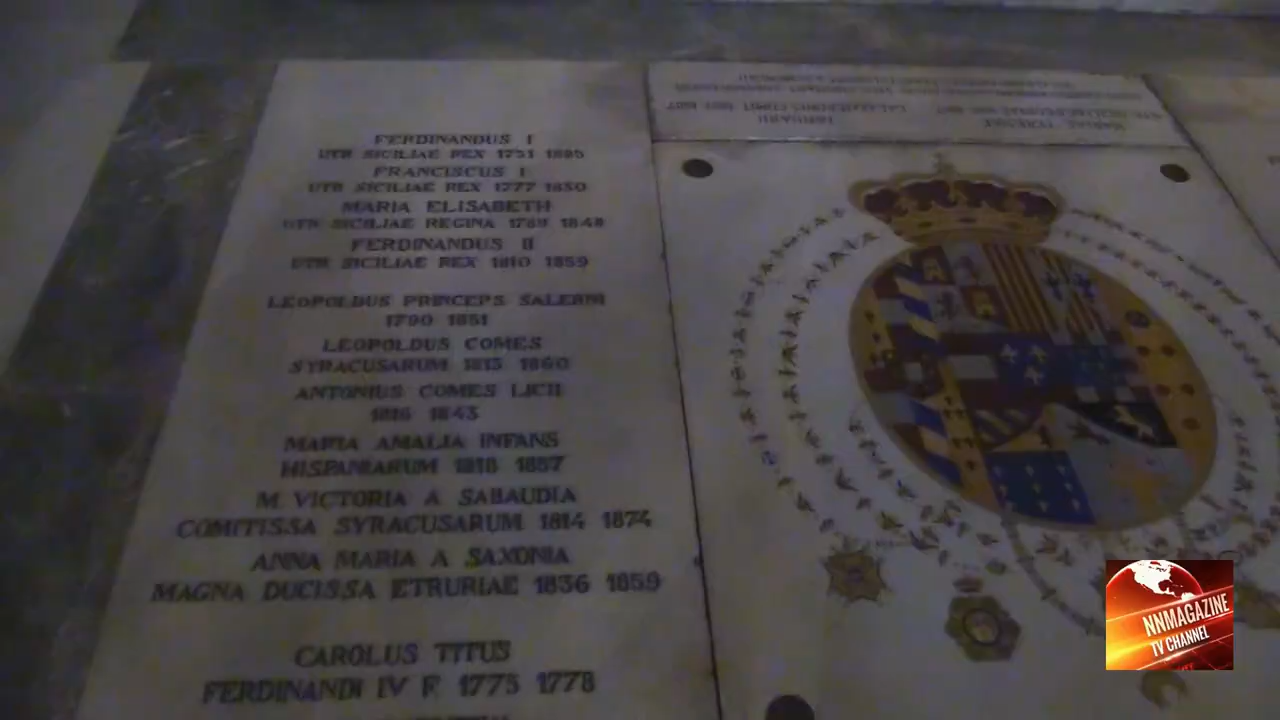 FERDINANDUS I
UTR SICILIAE REX 1751 1825
FRANCISCUS I
UTR SICILIAE REX 1777 1830
MARIA ELISABETH
UTR SICILIAE REGINA 1789 1848
FERDINANDUS II
UTR SICILIAE REX 1810 1859
LEOPOLDUS PRINCEPS SALERNI
1790 1851
LEOPOLDUS COMES
SYRACUSARUM 1813 1860
ANTONIUS COMES LICII
1816 1843
MARIA AMALIA INFANS
HISPANIARUM 1818 1857
M VICTORIA A SABAUDIA
COMITISSA SYRACUSARUM 1814 1874
ANNA MARIA A SAXONIA
MAGNA DUCISSA ETRURIAE 1836 1859
CAROLUS TITUS
FERDINANDI IV F 1775 1778
NNMAGAZINE
TV CHANNEL